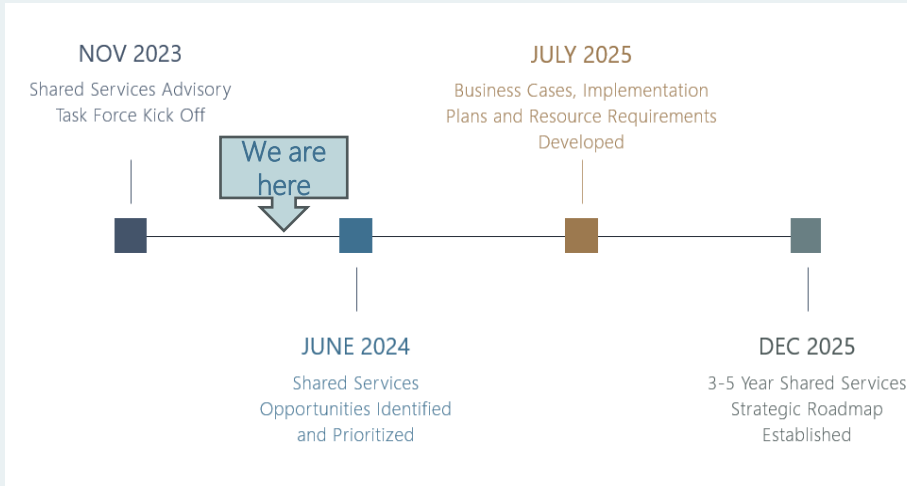 NOV 2023
Shared Services Advisory
Task Force Kick Off
We are
here
JULY 2025
Business Cases, Implementation
Plans and Resource Requirements
Developed
JUNE 2024
Shared Services
Opportunities Identified
and Prioritized
DEC 2025
3-5 Year Shared Services
Strategic Roadmap
Established